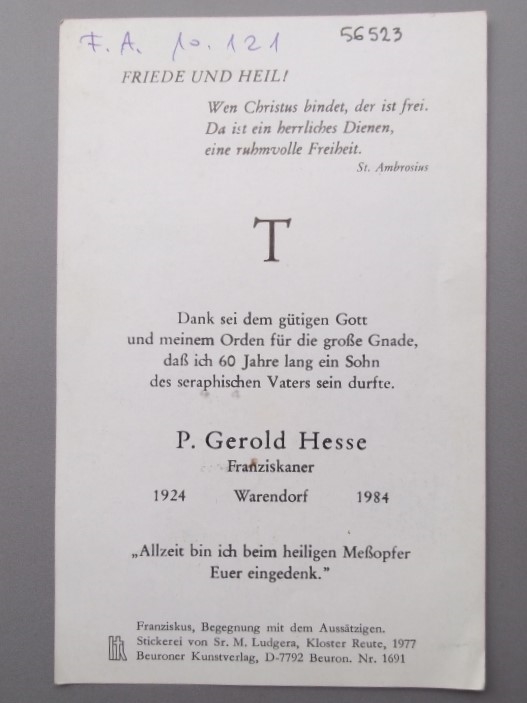 F. A. 10. 121
56523
FRIEDE UND HEIL!
Wen Christus bindet, der ist frei.
Da ist ein herrliches Dienen,
eine ruhmvolle Freiheit.
St. Ambrosius
T
Dank sei dem gütigen Gott
und meinem Orden für die große Gnade,
daß ich 60 Jahre lang ein Sohn
des seraphischen Vaters sein durfte.
P. Gerold Hesse
Franziskaner
1924 Warendorf 1984
„Allzeit bin ich beim heiligen Meßopfer
Euer eingedenk.”
Franziskus, Begegnung mit dem Aussätzigen.
Stickerei von Sr. M. Ludgera, Kloster Reute, 1977
Beuroner Kunstverlag, D-7792 Beuron. Nr. 1691